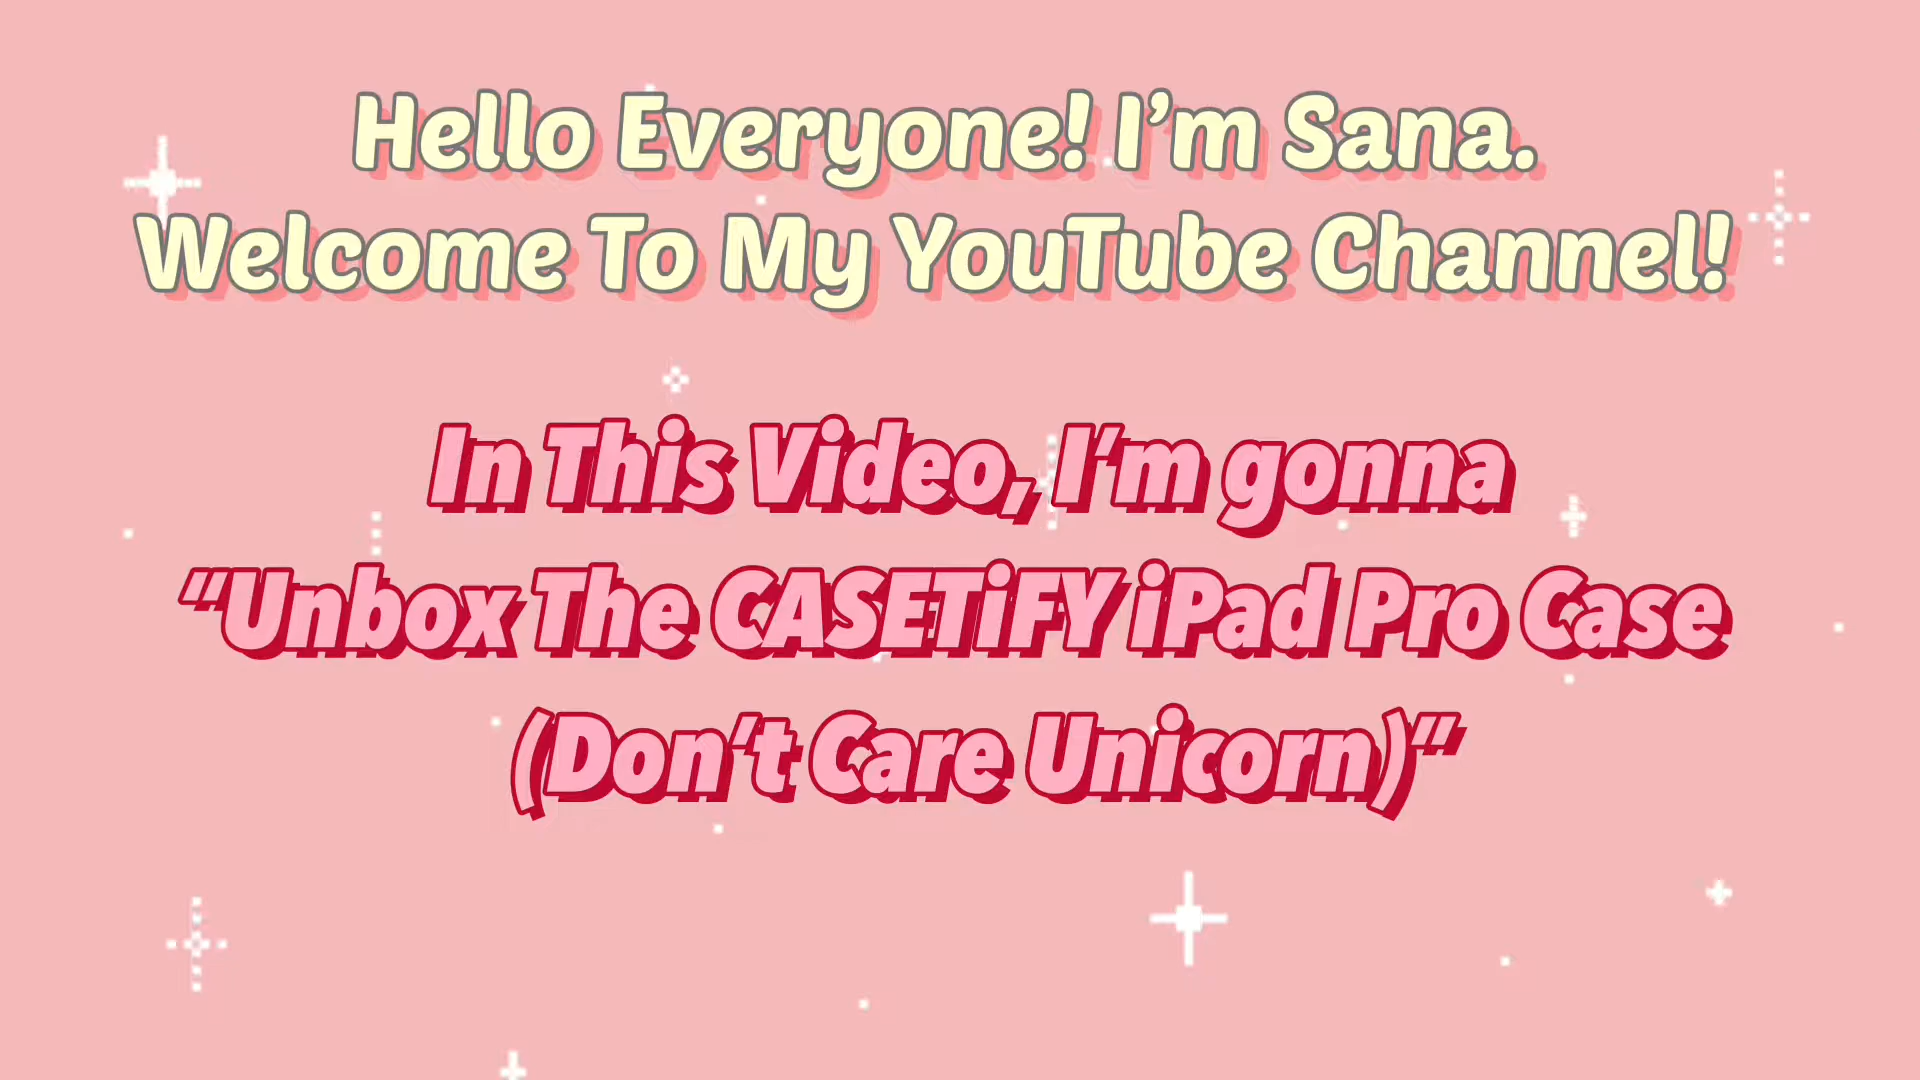 Hello Everyone! I’m Sana.
Welcome To My YouTube Channel!
In This Video, I‘m gonna
“Unbox The CASETiFY iPad Pro Case
(Don‘t Care Unicorn)”